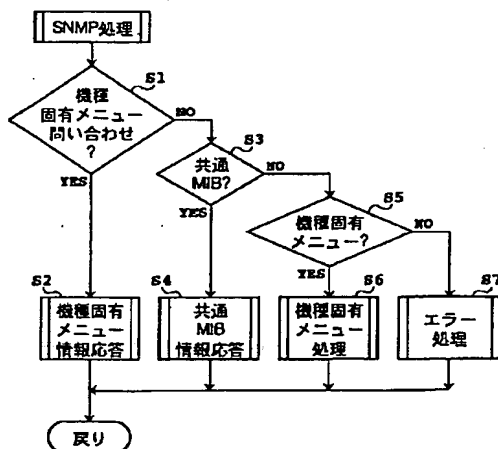 SNMP処理
S1
機種
固有メニュー
問い合わせ
?
NO
YES
S3
共通
MIB?
NO
YES
S5
機種固有
メニュー?
NO
YES
S2
機種固有
メニュー
情報応答
S4
共通
MIB
情報応答
S6
機種固有
メニュー
処理
S7
エラー
処理
戻り